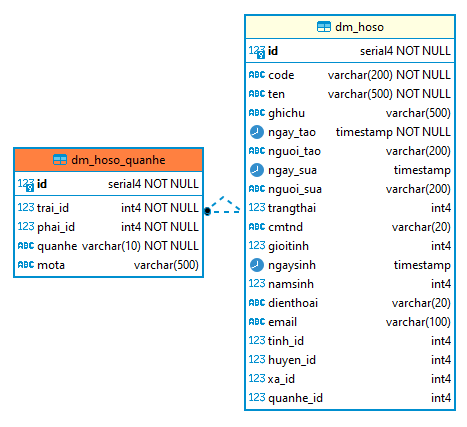 dm_hoso
123 id serial4 NOT NULL
ABC code varchar(200) NOT NULL
ABC ten varchar(500) NOT NULL
ABC ghichu varchar(500)
ngay_tao timestamp NOT NULL
ABC nguoi_tao varchar(200)
ngay_sua timestamp
ABC nguoi_sua varchar(200)
123 trangthai int4
ABC cmtnd varchar(20)
123 gioitinh int4
ngaysinh timestamp
123 namsinh int4
ABC dienthoai varchar(20)
ABC email varchar(100)
123 tinh_id int4
123 huyen_id int4
123 xa_id int4
123 quanhe_id int4
dm_hoso_quanhe
123 id serial4 NOT NULL
123 trai_id int4 NOT NULL
123 phai_id int4 NOT NULL
ABC quanhe varchar(10) NOT NULL
ABC mota varchar(500)